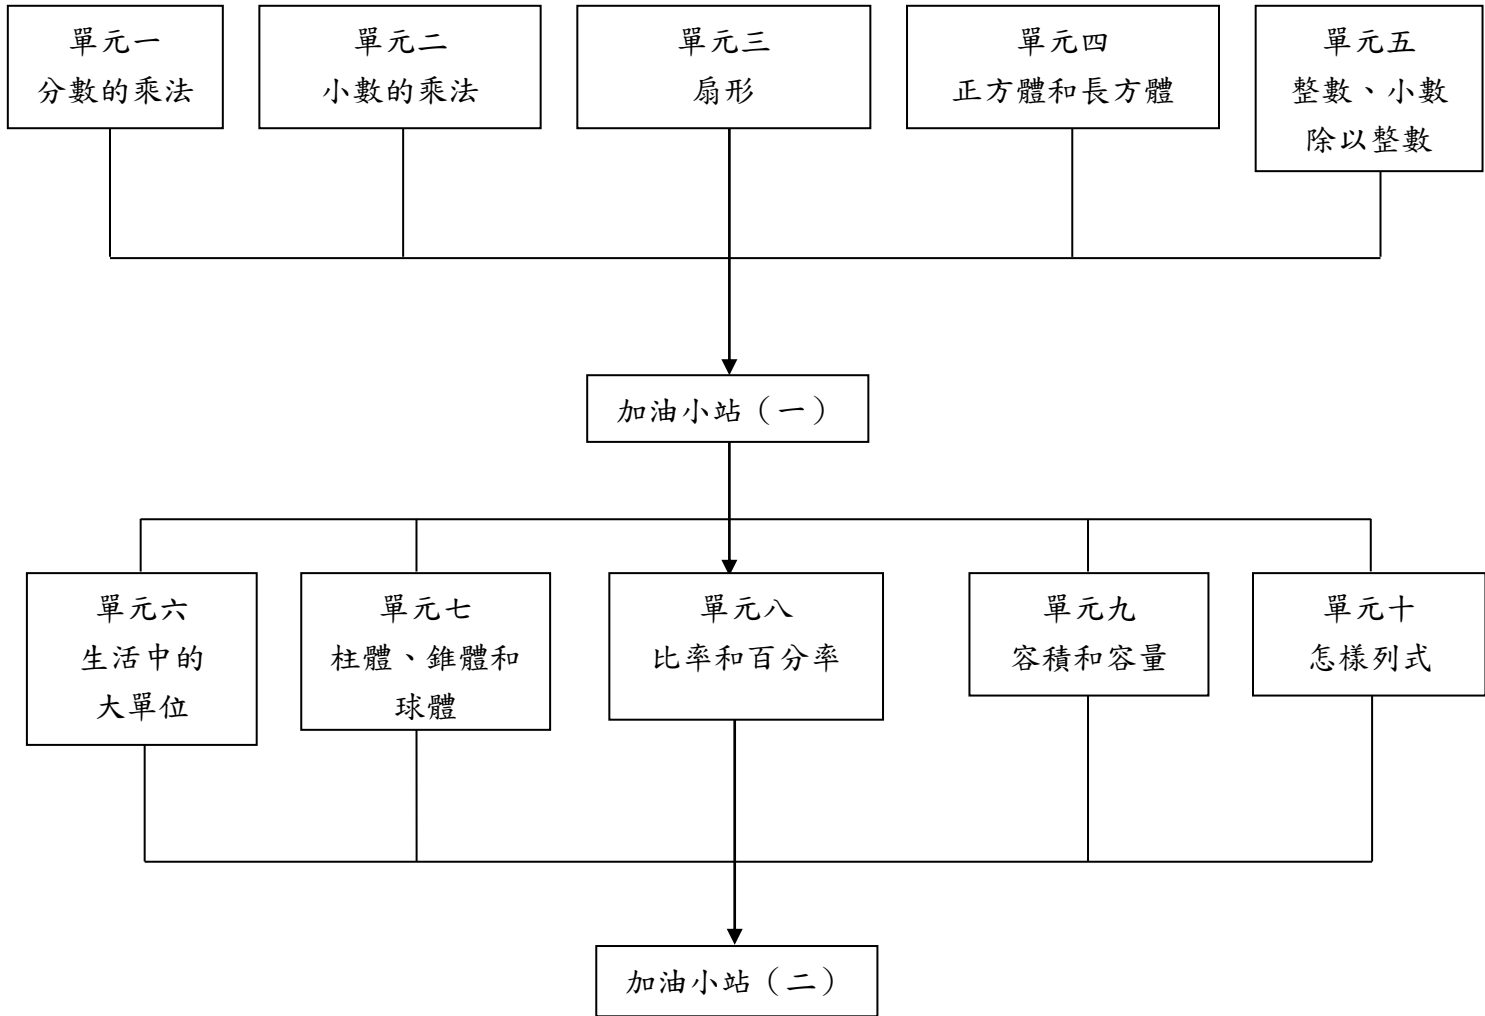 單元一
分數的乘法
單元二
小數的乘法
單元三
扇形
單元四
正方體和長方體
單元五
整數、小數
除以整數
加油小站（一）
單元六
生活中的
大單位
單元七
柱體、錐體和
球體
單元八
比率和百分率
單元九
容積和容量
單元十
怎樣列式
加油小站（二）